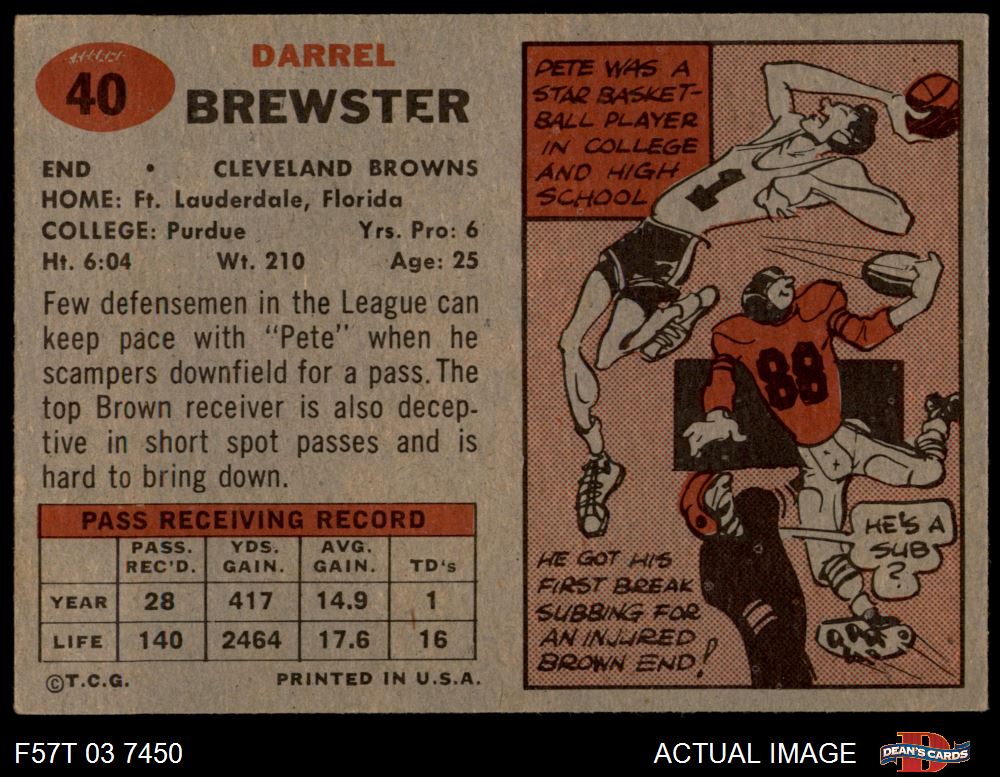 40
DARREL
BREWSTER
END • CLEVELAND BROWNS
HOME: Ft. Lauderdale, Florida
COLLEGE: Purdue Yrs. Pro: 6
Ht. 6:04 Wt. 210 Age: 25
Few defensemen in the League can
keep pace with "Pete" when he
scampers downfield for a pass. The
top Brown receiver is also decep-
tive in short spot passes and is
hard to bring down.
PASS RECEIVING RECORD
PASS. REC'D. YDS. GAIN. AVG. GAIN. TD's
YEAR 28 417 14.9 1
LIFE 140 2464 17.6 16
©T.C.G. PRINTED IN U.S.A.
PETE WAS A
STAR BASKET-
BALL PLAYER
IN COLLEGE
AND HIGH
SCHOOL
1
88
HE'S A
SUB
?
HE GOT HIS
FIRST BREAK
SUBBING FOR
AN INJURED
BROWN END!
F57T 03 7450
ACTUAL IMAGE
D
DEAN'S CARDS